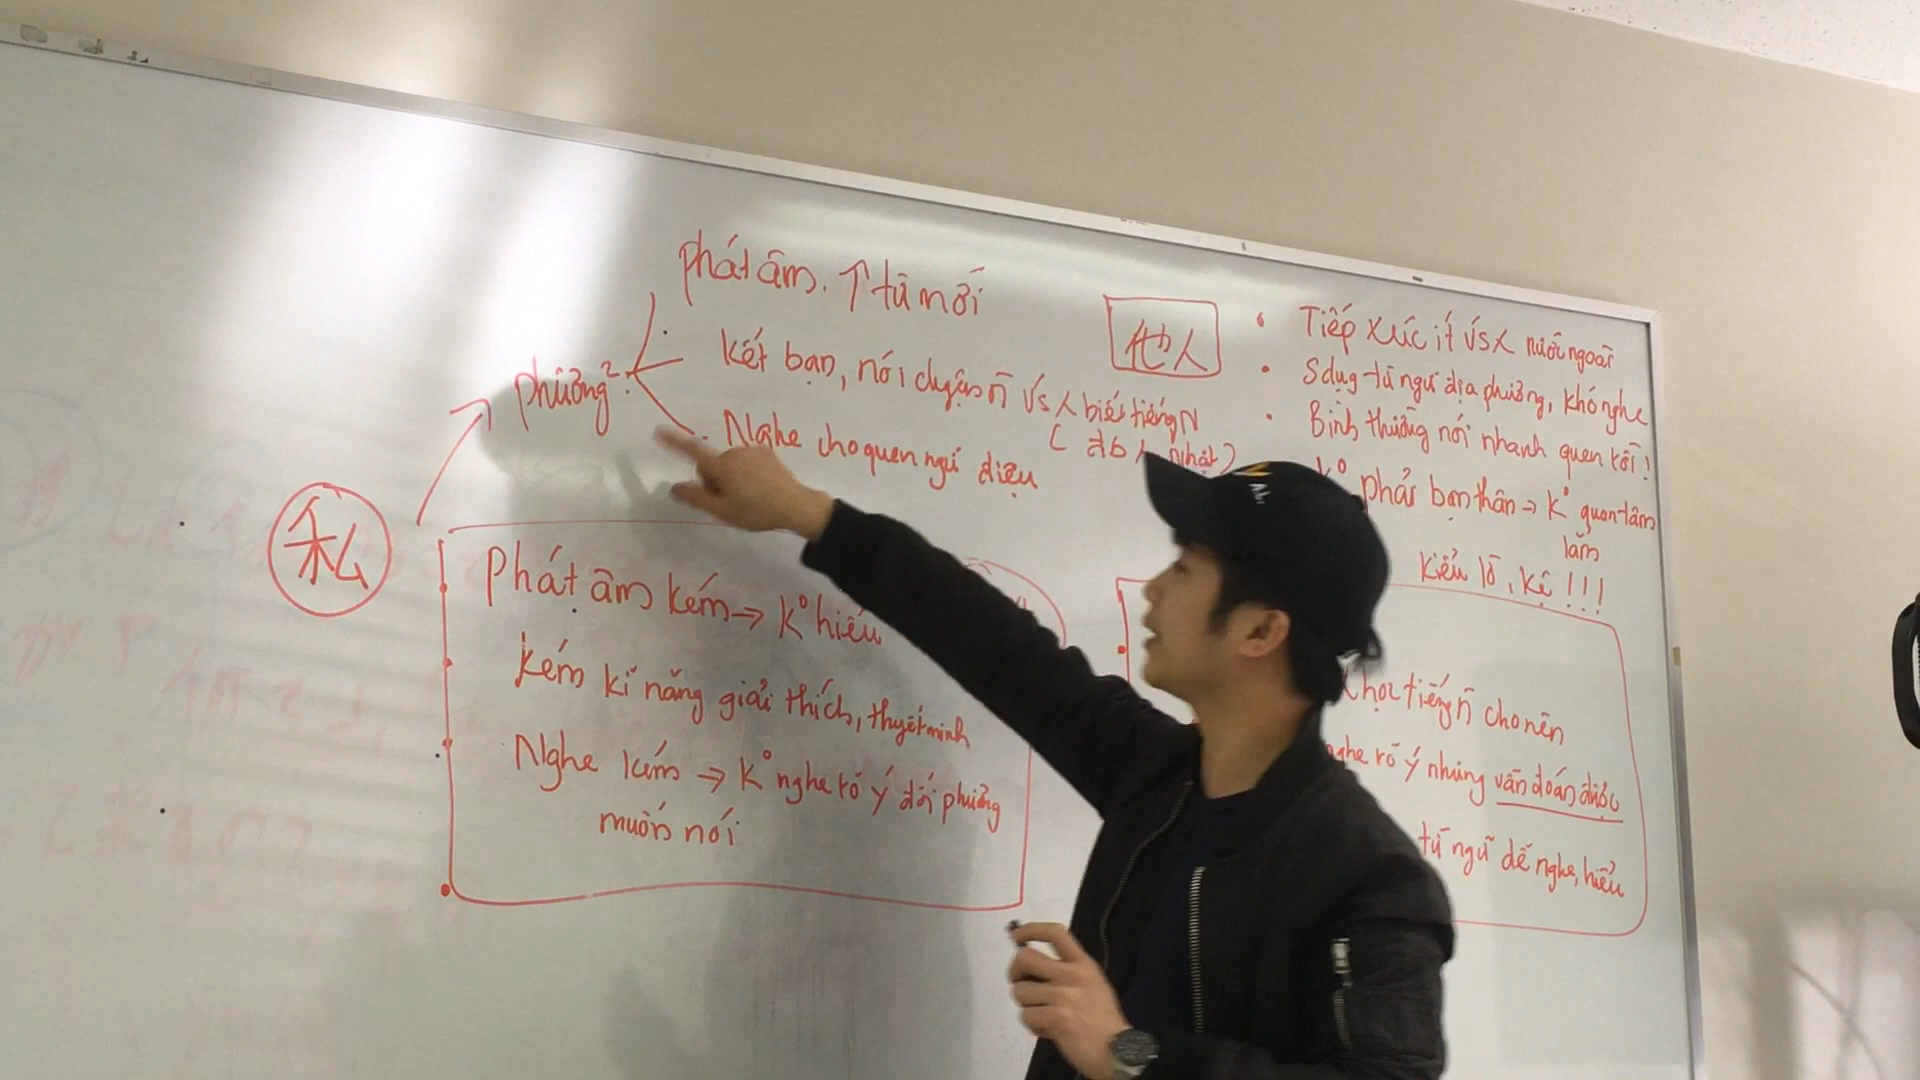 phát âm. ↑ từ mới
phương²:
Kết bạn, nói chuyện ñ vs 人 biết tiếng N
( đb 人 nhật )
Nghe cho quen ngữ điệu
私
Phát âm kém → K° hiểu
Kém kĩ năng giải thích, thuyết minh
Nghe kém → K° nghe rõ ý đối phương
muốn nói
他人
Tiếp xúc ít vs 人 nước ngoài
Sdụg từ ngữ địa phương, khó nghe
Bình thường nói nhanh quen rồi !
K° phải bạn thân → K° quan tâm
lắm
Kiểu lờ, kệ !!!
học tiếng ñ cho nên
nghe rõ ý nhưng vẫn đoán được
từ ngữ dễ nghe, hiểu